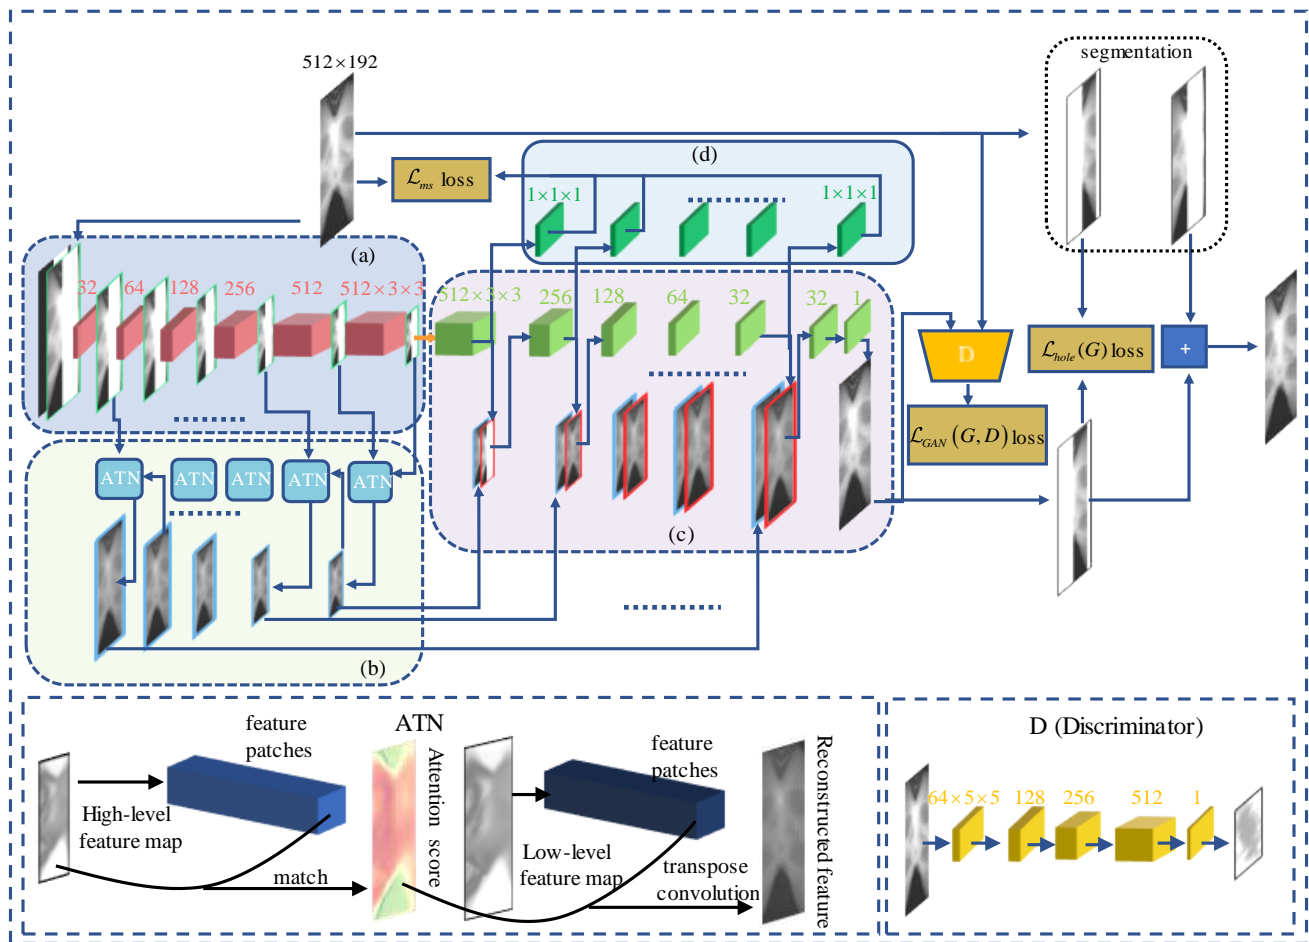 512×192
segmentation
(d)
ℒms loss
1×1×1
1×1×1
(a)
32
64
128
256
512
512×3×3
512×3×3
256
128
64
32
32
1
D
ℒhole(G) loss
+
ℒGAN(G, D) loss
ATN
ATN
ATN
ATN
ATN
(c)
(b)
ATN
feature
patches
High-level
feature map
match
Attention
score
feature
patches
Low-level
feature map
transpose
convolution
Reconstructed feature
D (Discriminator)
64×5×5
128
256
512
1